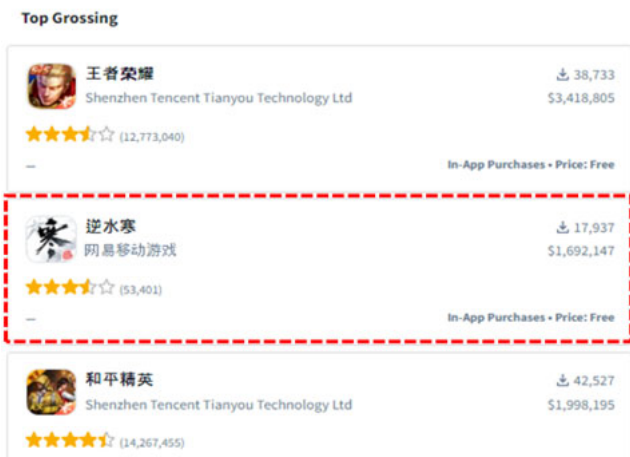 Top Grossing
王者荣耀
38,733
Shenzhen Tencent Tianyou Technology Ltd
$3,418,805
(12,773,040)
—
In-App Purchases • Price: Free
逆水寒
17,937
网易移动游戏
$1,692,147
(53,401)
—
In-App Purchases • Price: Free
和平精英
42,527
Shenzhen Tencent Tianyou Technology Ltd
$1,998,195
(14,267,455)